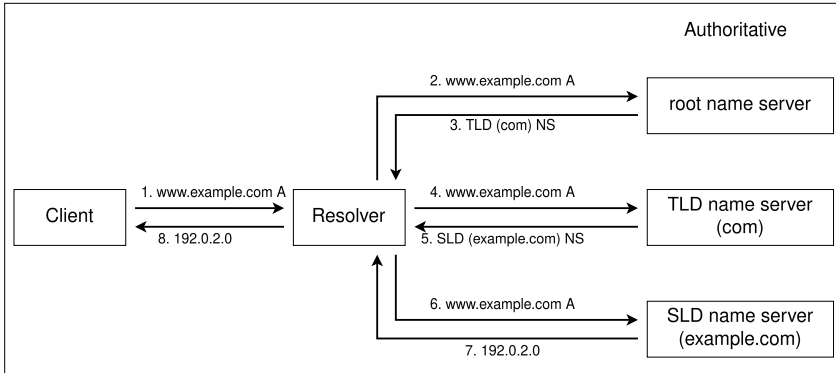 Authoritative
2. www.example.com A
root name server
3. TLD (com) NS
1. www.example.com A
4. www.example.com A
Client
Resolver
TLD name server
(com)
8. 192.0.2.0
5. SLD (example.com) NS
6. www.example.com A
SLD name server
(example.com)
7. 192.0.2.0